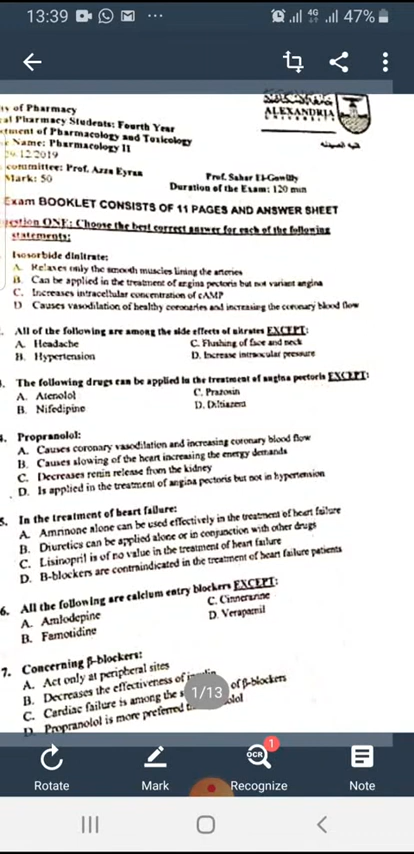 13:39 ... 4G 47%
of Pharmacy
Pharmacy Students: Fourth Year
of Pharmacology and Toxicology
Name: Pharmacology II
12 2019
committee: Prof. Azza Eyraa
Mark: 50
ALEXANDRIA
Prof. Sahar El-Gowilly
Duration of the Exam: 120 min
Exam BOOKLET CONSISTS OF 11 PAGES AND ANSWER SHEET
ONE: Choose the best correct answer for each of the following
statements:
Isosorbide dinitrate:
A. Relaxes only the smooth muscles lining the arteries
B. Can be applied in the treatment of angina pectoris but not variant angina
C. Increases intracellular concentration of cAMP
D Causes vasodilation of healthy coronaries and increasing the coronary blood flow
All of the following are among the side effects of nitrates EXCEPT:
A. Headache
C. Flushing of face and neck
B. Hypertension
D. Increase intraocular pressure
The following drugs can be applied in the treatment of angina pectoris EXCEPT:
A. Atenolol
C. Prazosin
B. Nifedipine
D. Diltiazem
4. Propranolol:
A. Causes coronary vasodilation and increasing coronary blood flow
B. Causes slowing of the heart increasing the energy demands
C. Decreases renin release from the kidney
D. Is applied in the treatment of angina pectoris but not in hypertension
5. In the treatment of heart failure:
A. Amrinone alone can be used effectively in the treatment of heart failure
B. Diuretics can be applied alone or in conjunction with other drugs
C. Lisinopril is of no value in the treatment of heart failure
D. B-blockers are contraindicated in the treatment of heart failure patients
6. All the following are calcium entry blockers EXCEPT:
A. Amlodepine
C. Cinnerazine
B. Famotidine
D. Verapamil
7. Concerning β-blockers:
A. Act only at peripheral sites
B. Decreases the effectiveness of
C. Cardiac failure is among the of β-blockers
D. Propranolol is more preferred
1/13
OCR
1
Rotate
Mark
Recognize
Note